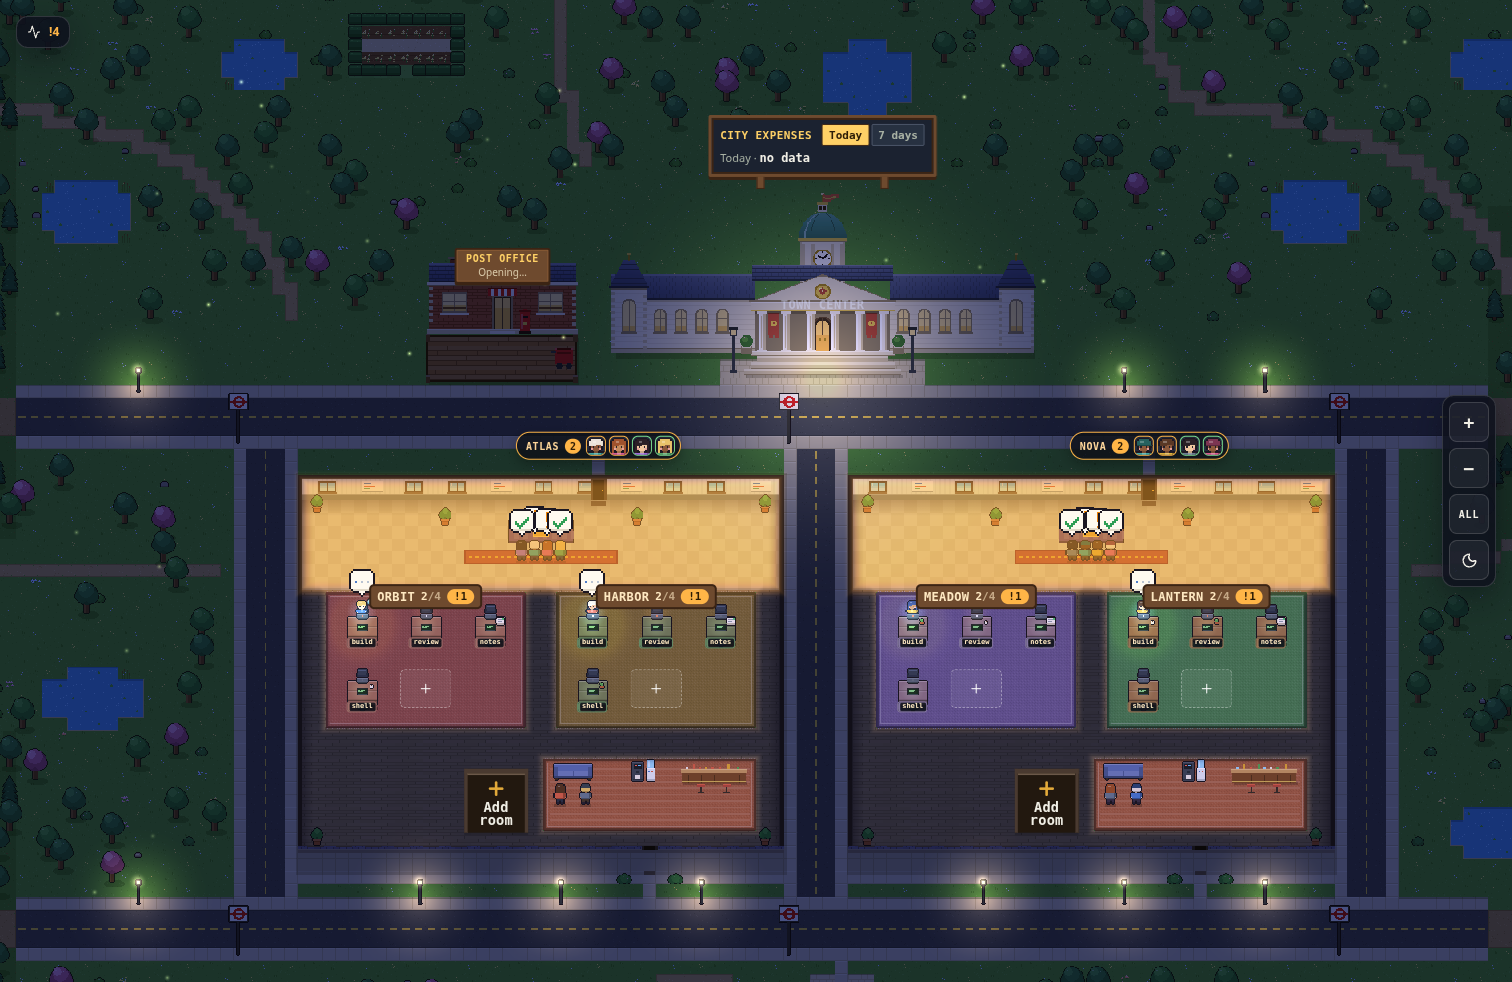 !4
CITY EXPENSES Today 7 days
Today · no data
POST OFFICE
Opening...
TOWN CENTER
ATLAS 2
NOVA 2
+
−
ALL
ORBIT 2/4 !1
HARBOR 2/4 !1
MEADOW 2/4 !1
LANTERN 2/4 !1
build review notes
build review notes
build review notes
build review notes
shell +
shell +
shell +
shell +
+
Add
room
+
Add
room